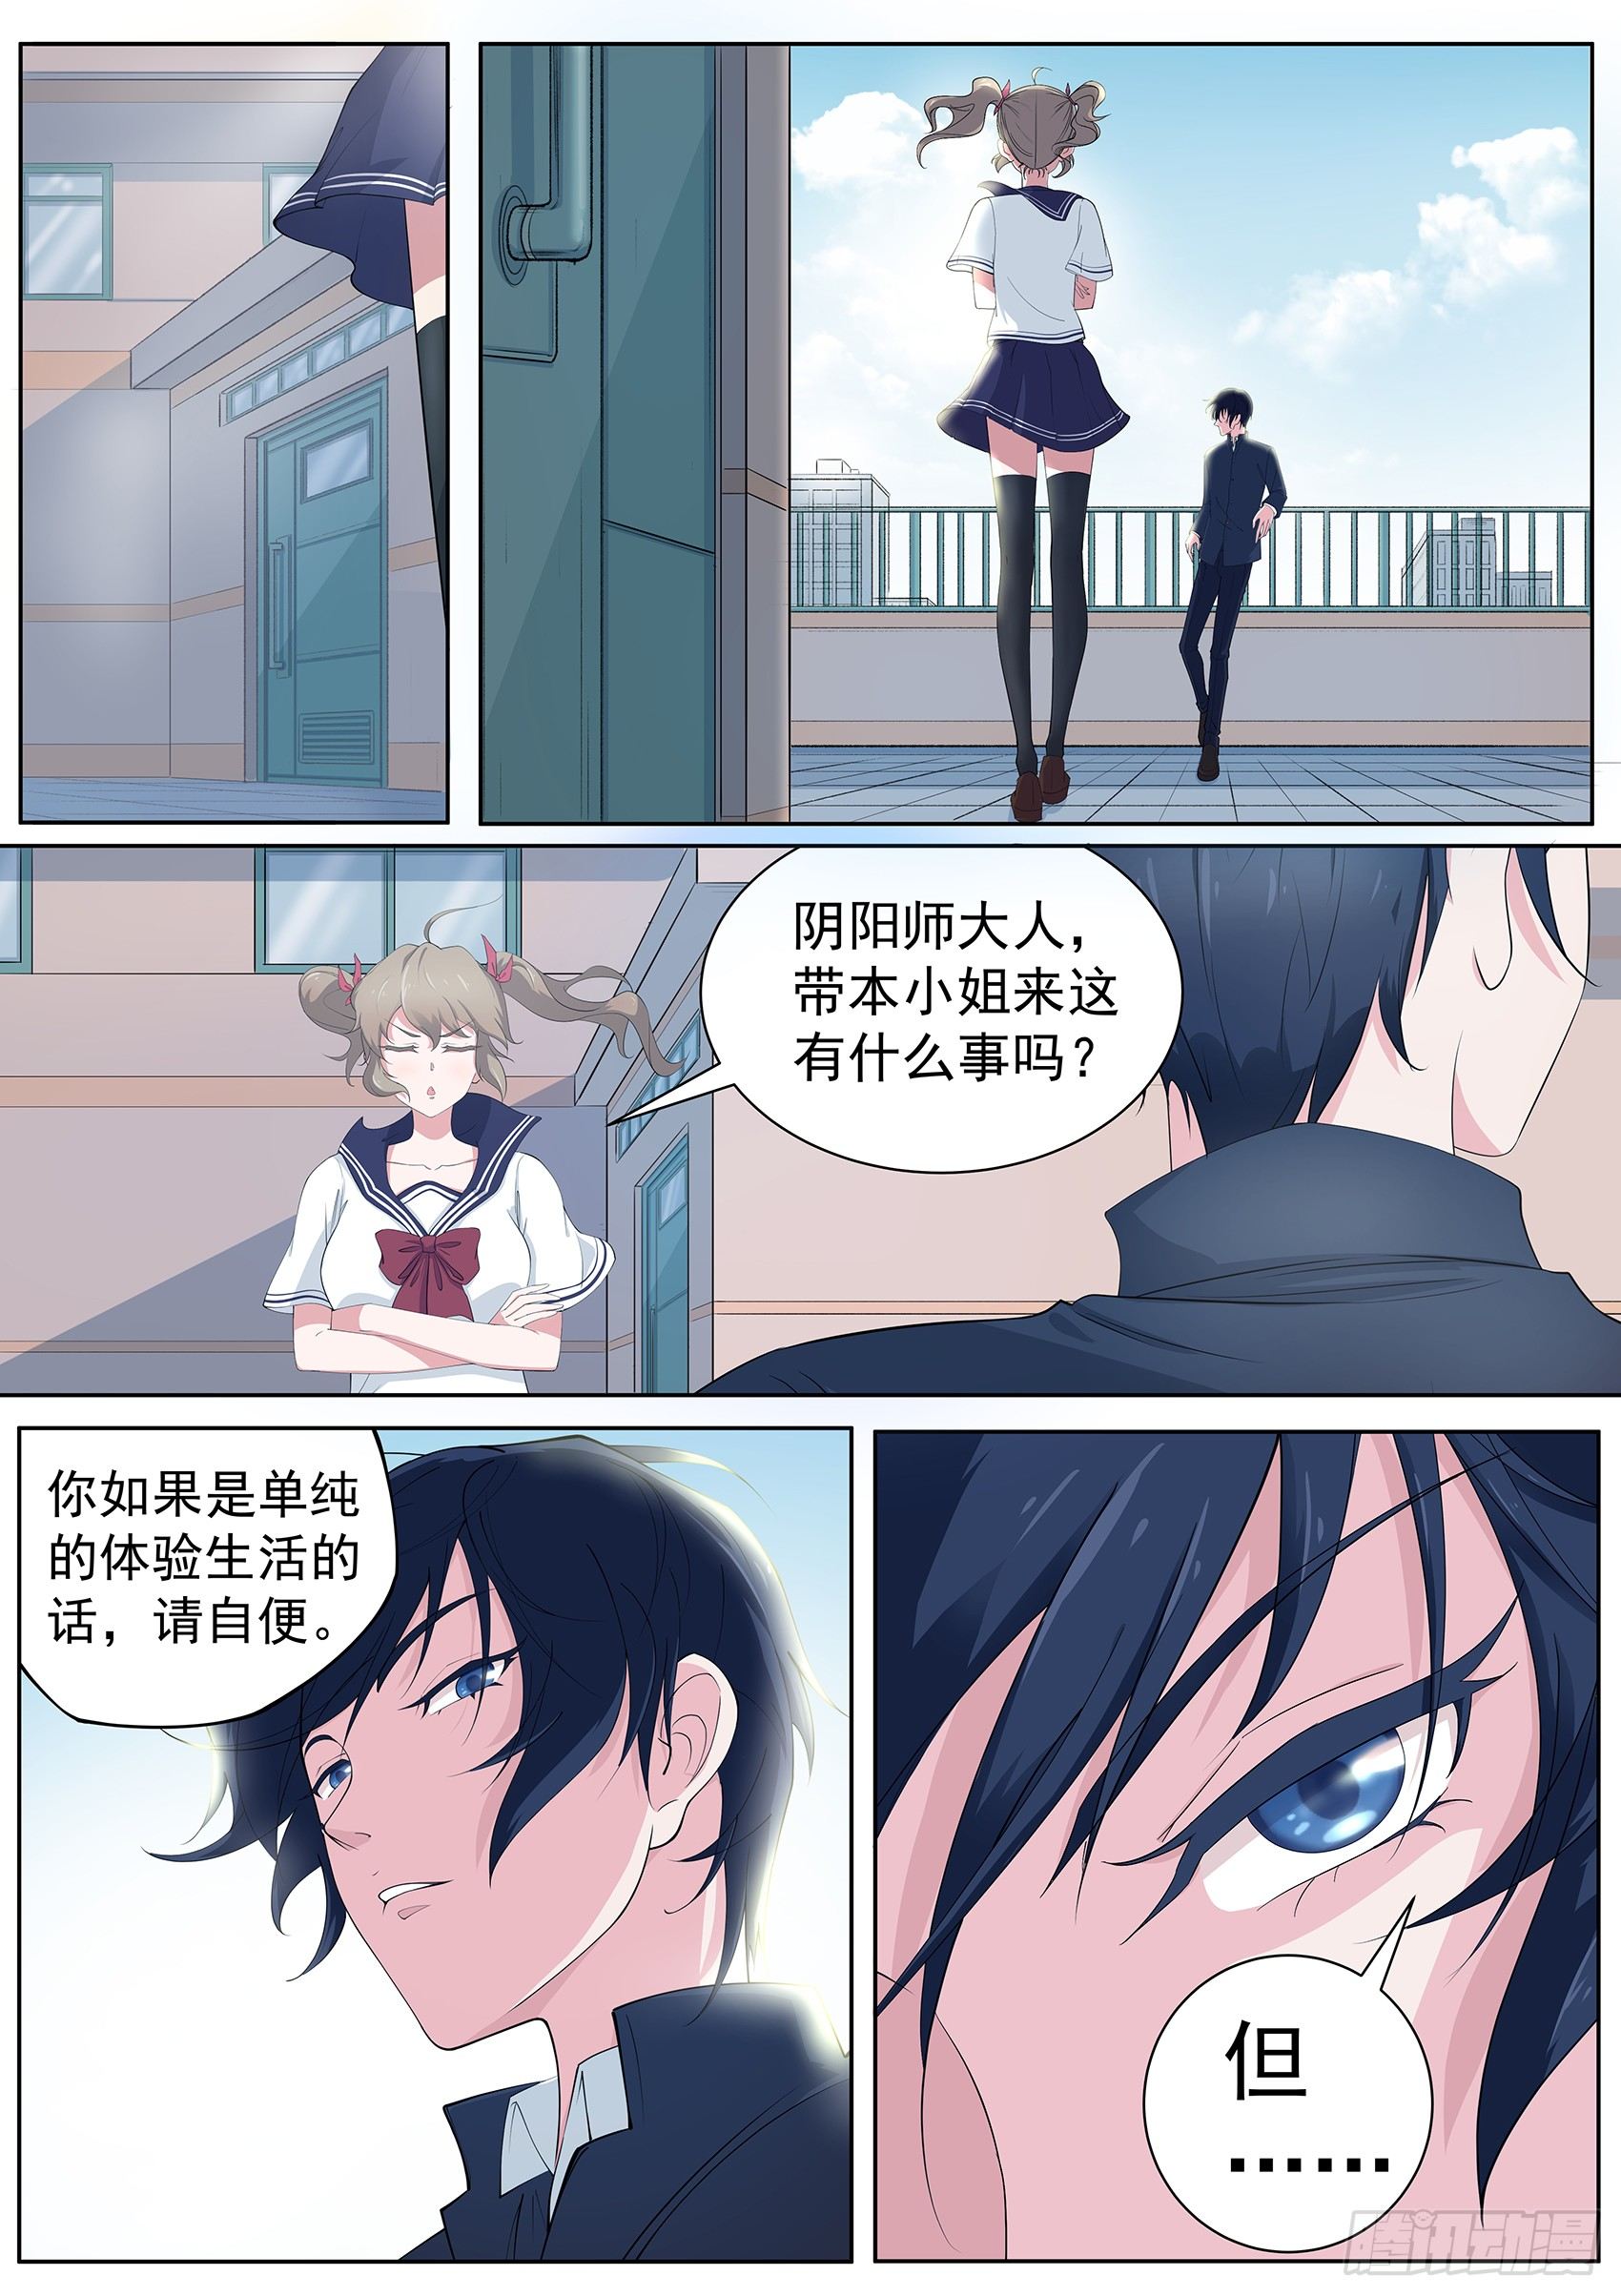 阴阳师大人，
带本小姐来这
有什么事吗？
你如果是单纯
的体验生活的
话，请自便。
但
……
腾讯动漫